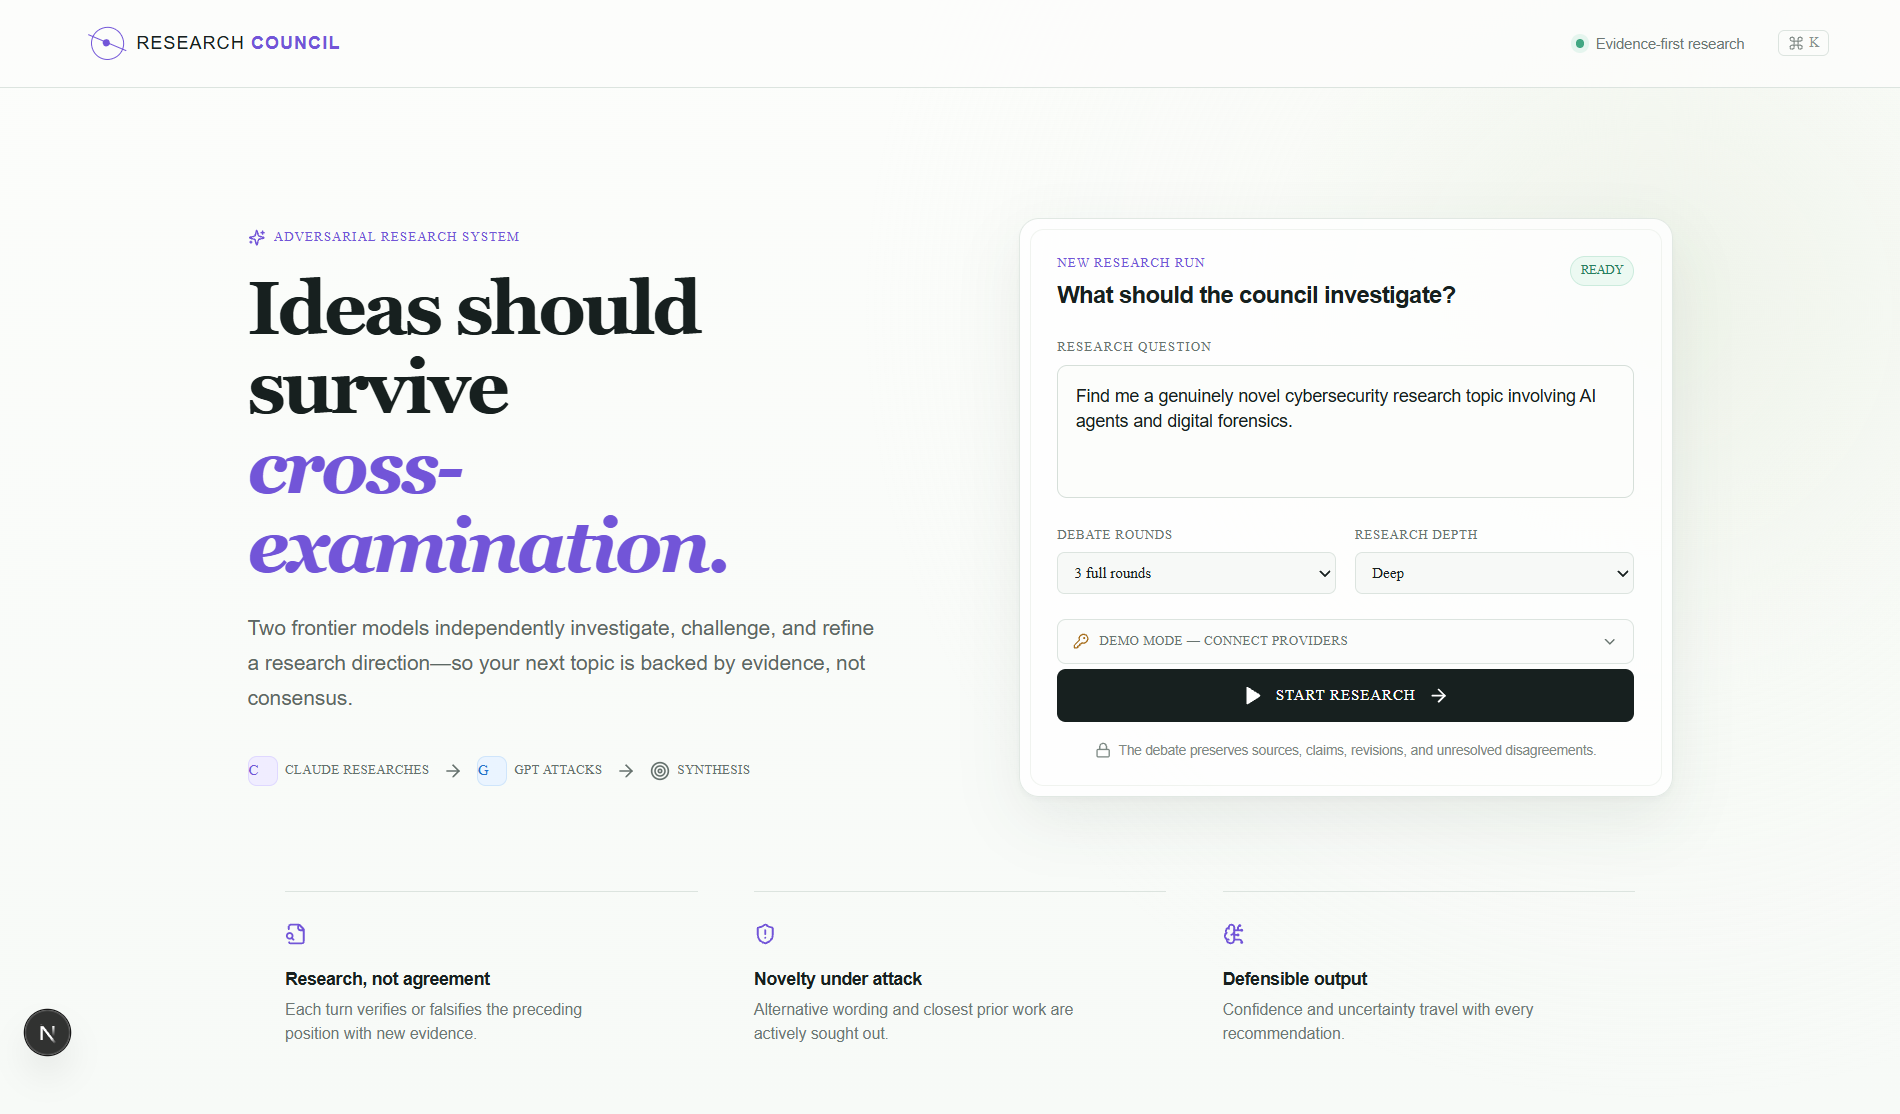 RESEARCH COUNCIL
Evidence-first research
⌘ K
ADVERSARIAL RESEARCH SYSTEM
Ideas should
survive
cross-
examination.
Two frontier models independently investigate, challenge, and refine
a research direction—so your next topic is backed by evidence, not
consensus.
C CLAUDE RESEARCHES → G GPT ATTACKS → SYNTHESIS
NEW RESEARCH RUN
READY
What should the council investigate?
RESEARCH QUESTION
Find me a genuinely novel cybersecurity research topic involving AI
agents and digital forensics.
DEBATE ROUNDS
RESEARCH DEPTH
3 full rounds
Deep
DEMO MODE — CONNECT PROVIDERS
START RESEARCH →
The debate preserves sources, claims, revisions, and unresolved disagreements.
Research, not agreement
Each turn verifies or falsifies the preceding
position with new evidence.
Novelty under attack
Alternative wording and closest prior work are
actively sought out.
Defensible output
Confidence and uncertainty travel with every
recommendation.
N